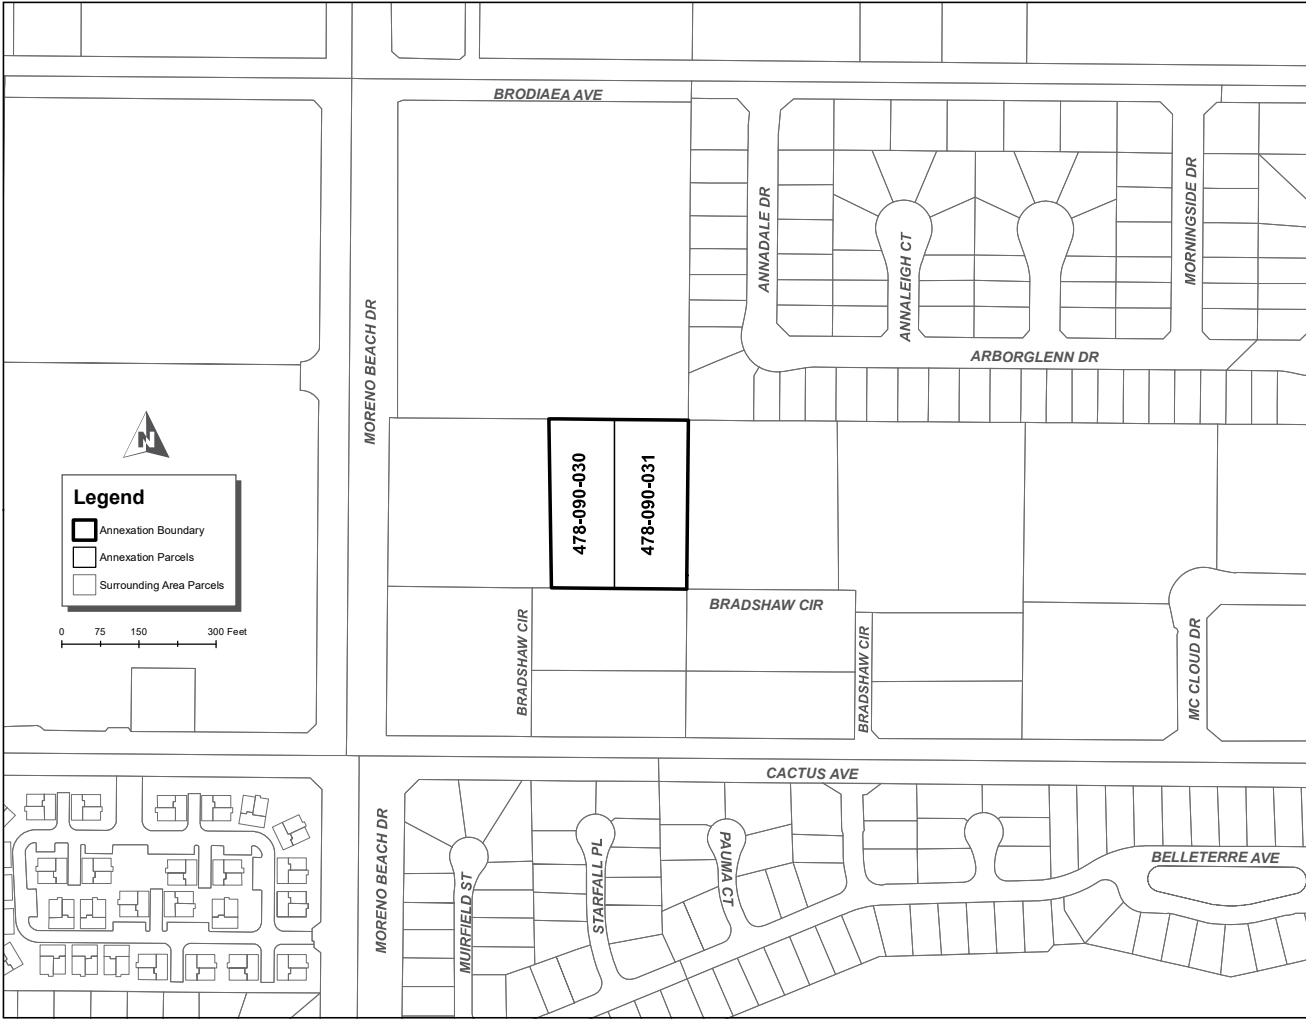 BRODIAEA AVE
ANNADALE DR
ANNALEIGH CT
MORNINGSIDE DR
MORENO BEACH DR
ARBORGLENN DR
N
478-090-030
478-090-031
Legend
Annexation Boundary
Annexation Parcels
Surrounding Area Parcels
0 75 150 300 Feet
BRADSHAW CIR
BRADSHAW CIR
BRADSHAW CIR
MC CLOUD DR
CACTUS AVE
MORENO BEACH DR
MUIRFIELD ST
STARFALL PL
PAUMA CT
BELLETERRE AVE